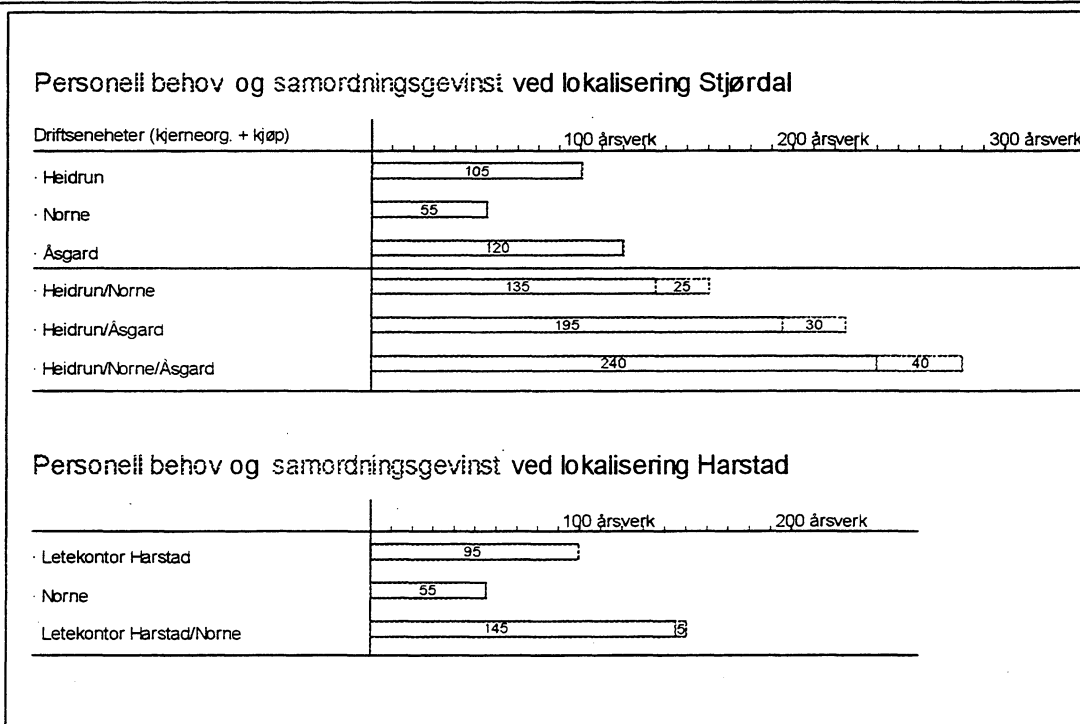 Personell behov og samordningsgevinst ved lokalisering Stjørdal
Driftseneheter (kjerneorg. + kjøp) 100 årsverk 200 årsverk 300 årsverk
· Heidrun 105
· Norne 55
· Åsgard 120
· Heidrun/Norne 135 25
· Heidrun/Åsgard 195 30
· Heidrun/Norne/Åsgard 240 40
Personell behov og samordningsgevinst ved lokalisering Harstad
100 årsverk 200 årsverk
· Letekontor Harstad 95
· Norne 55
Letekontor Harstad/Norne 145 5